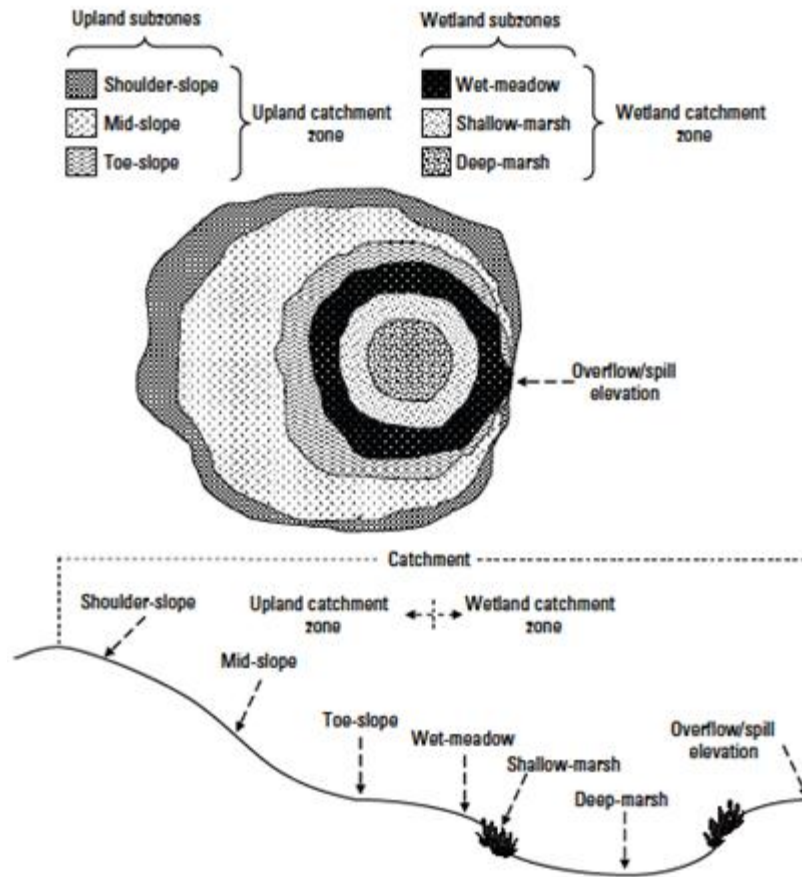 Upland subzones
Shoulder-slope
Mid-slope
Toe-slope
Upland catchment
zone
Wetland subzones
Wet-meadow
Shallow-marsh
Deep-marsh
Wetland catchment
zone
Overflow/spill
elevation
Catchment
Shoulder-slope
Upland catchment
zone
Wetland catchment
zone
Mid-slope
Toe-slope
Wet-meadow
Shallow-marsh
Deep-marsh
Overflow/spill
elevation